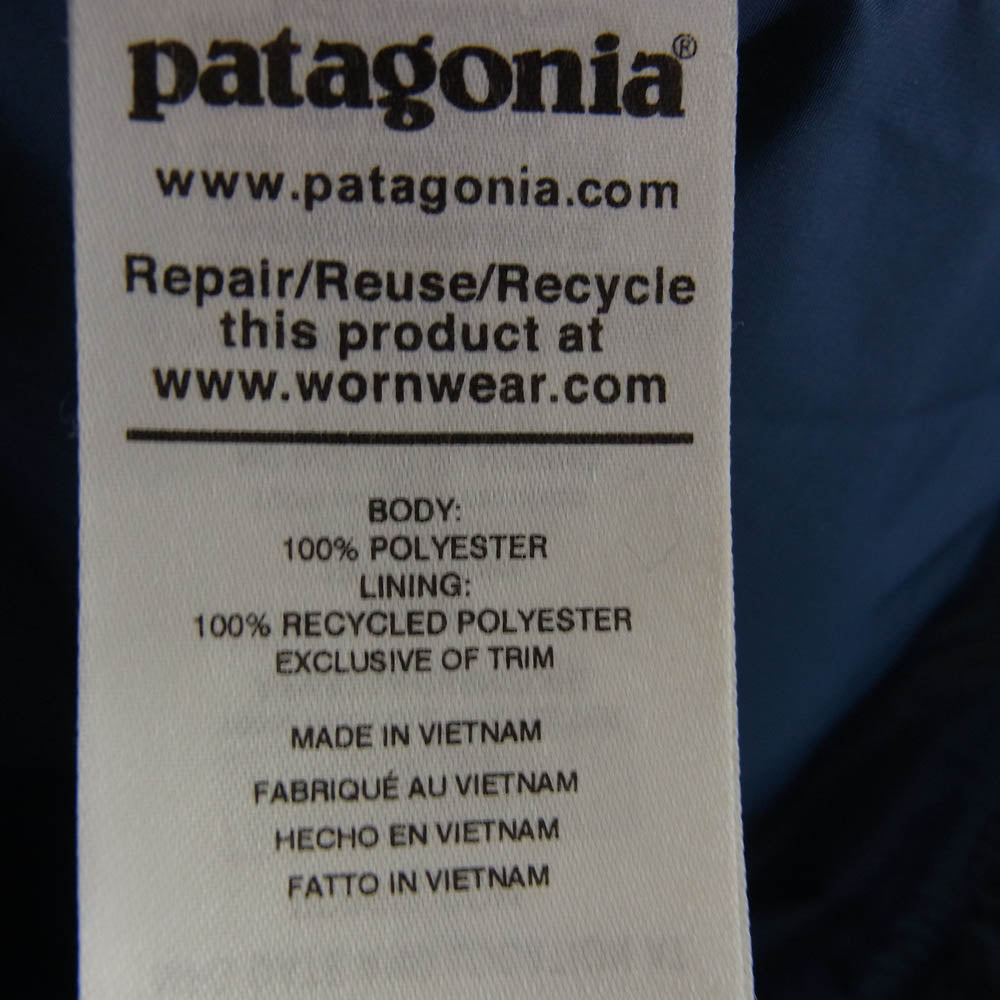 patagonia®
www.patagonia.com
Repair/Reuse/Recycle
this product at
www.wornwear.com
BODY:
100% POLYESTER
LINING:
100% RECYCLED POLYESTER
EXCLUSIVE OF TRIM
MADE IN VIETNAM
FABRIQUÉ AU VIETNAM
HECHO EN VIETNAM
FATTO IN VIETNAM